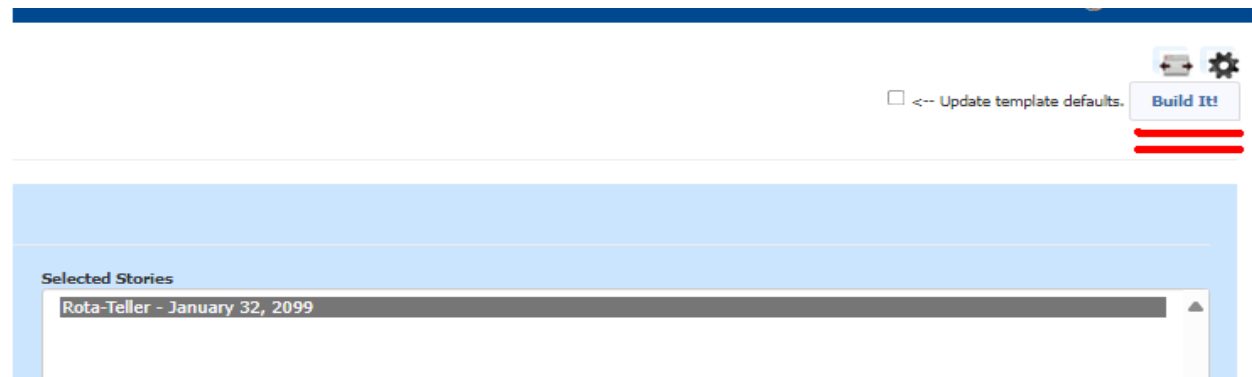 <-- Update template defaults. Build It!
Selected Stories
Rota-Teller - January 32, 2099